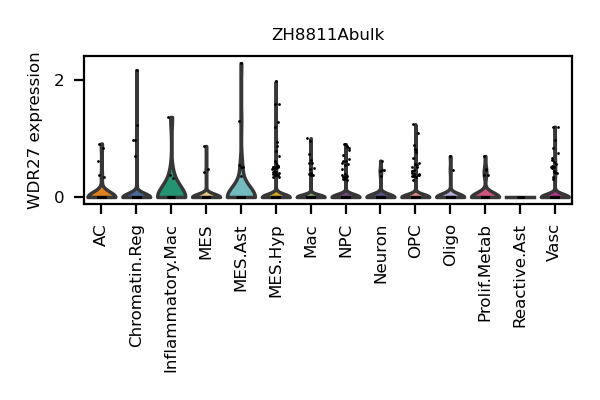 ZH8811Abulk
WDR27 expression
2
0
AC
Chromatin.Reg
Inflammatory.Mac
MES
MES.Ast
MES.Hyp
Mac
NPC
Neuron
OPC
Oligo
Prolif.Metab
Reactive.Ast
Vasc